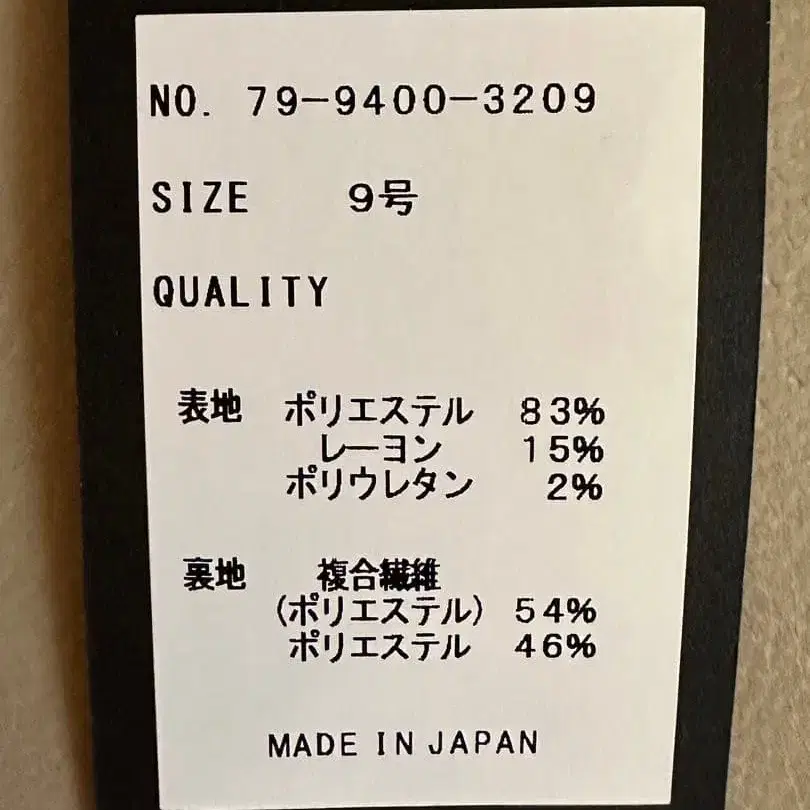 NO. 79-9400-3209
SIZE 9号
QUALITY
表地 ポリエステル 83%
レーヨン 15%
ポリウレタン 2%
裏地 複合繊維
(ポリエステル) 54%
ポリエステル 46%
MADE IN JAPAN